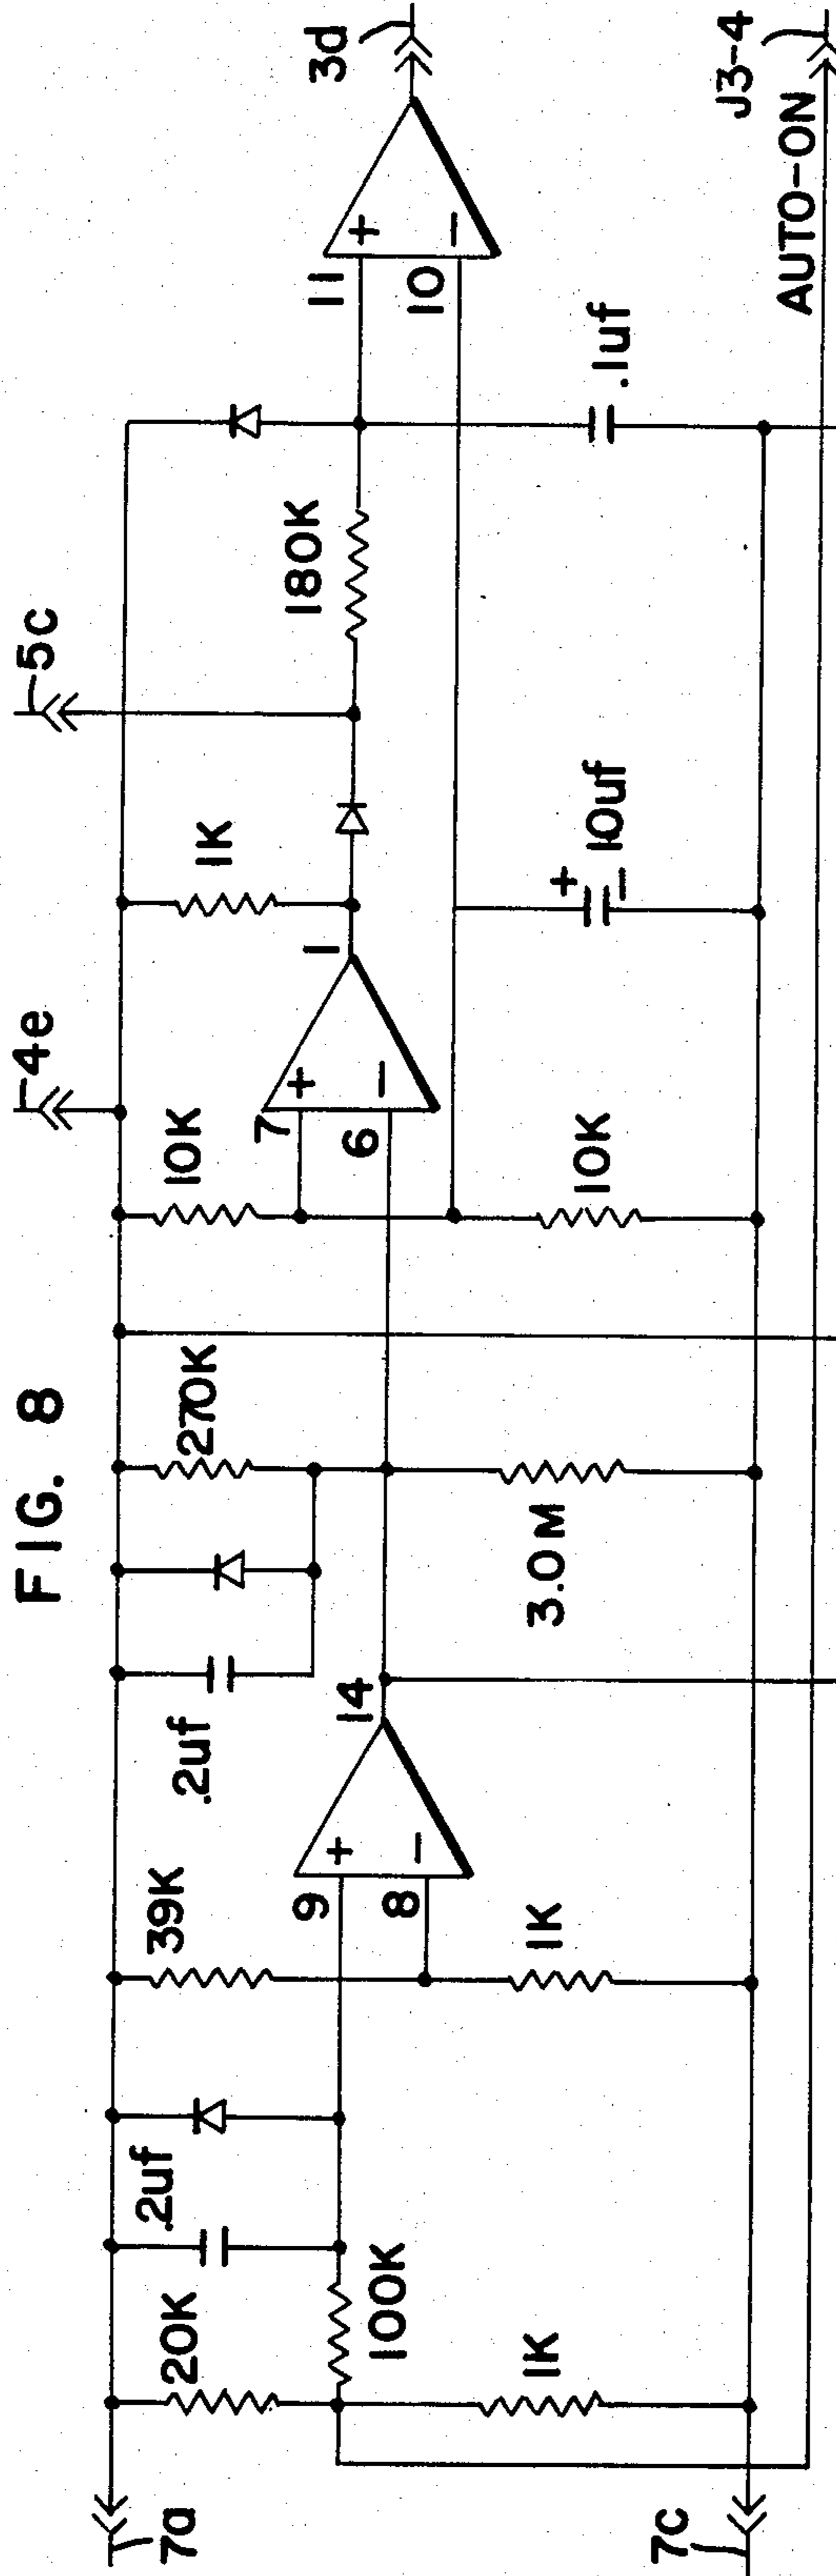 FIG. 8
4e
5c
3d
7a
20K
.2uf
39K
.2uf
270K
10K
1K
180K
100K
9
+
8
−
14
7
+
6
−
1
11
+
10
−
1K
1K
3.0M
10K
+
10uf
−
.1uf
7c
AUTO-ON
J3-4